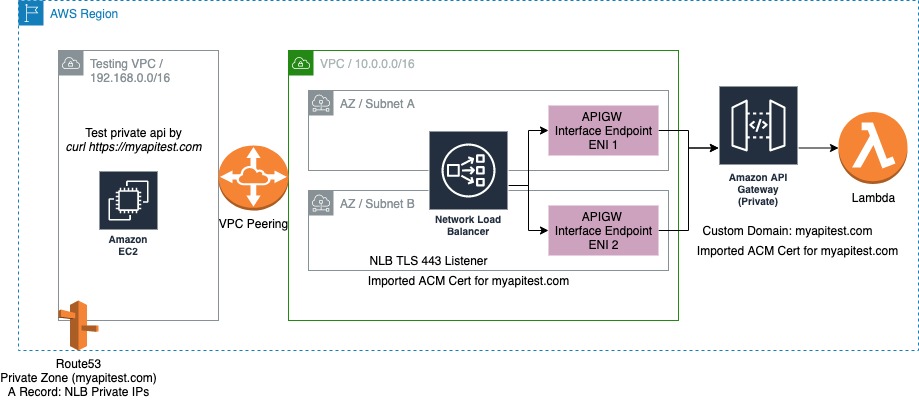 AWS Region
Testing VPC /
192.168.0.0/16
VPC / 10.0.0.0/16
Test private api by
curl https://myapitest.com
Amazon
EC2
VPC Peering
AZ / Subnet A
AZ / Subnet B
Network Load
Balancer
APIGW
Interface Endpoint
ENI 1
APIGW
Interface Endpoint
ENI 2
NLB TLS 443 Listener
Imported ACM Cert for myapitest.com
Amazon API
Gateway
(Private)
Lambda
Custom Domain: myapitest.com
Imported ACM Cert for myapitest.com
Route53
Private Zone (myapitest.com)
A Record: NLB Private IPs